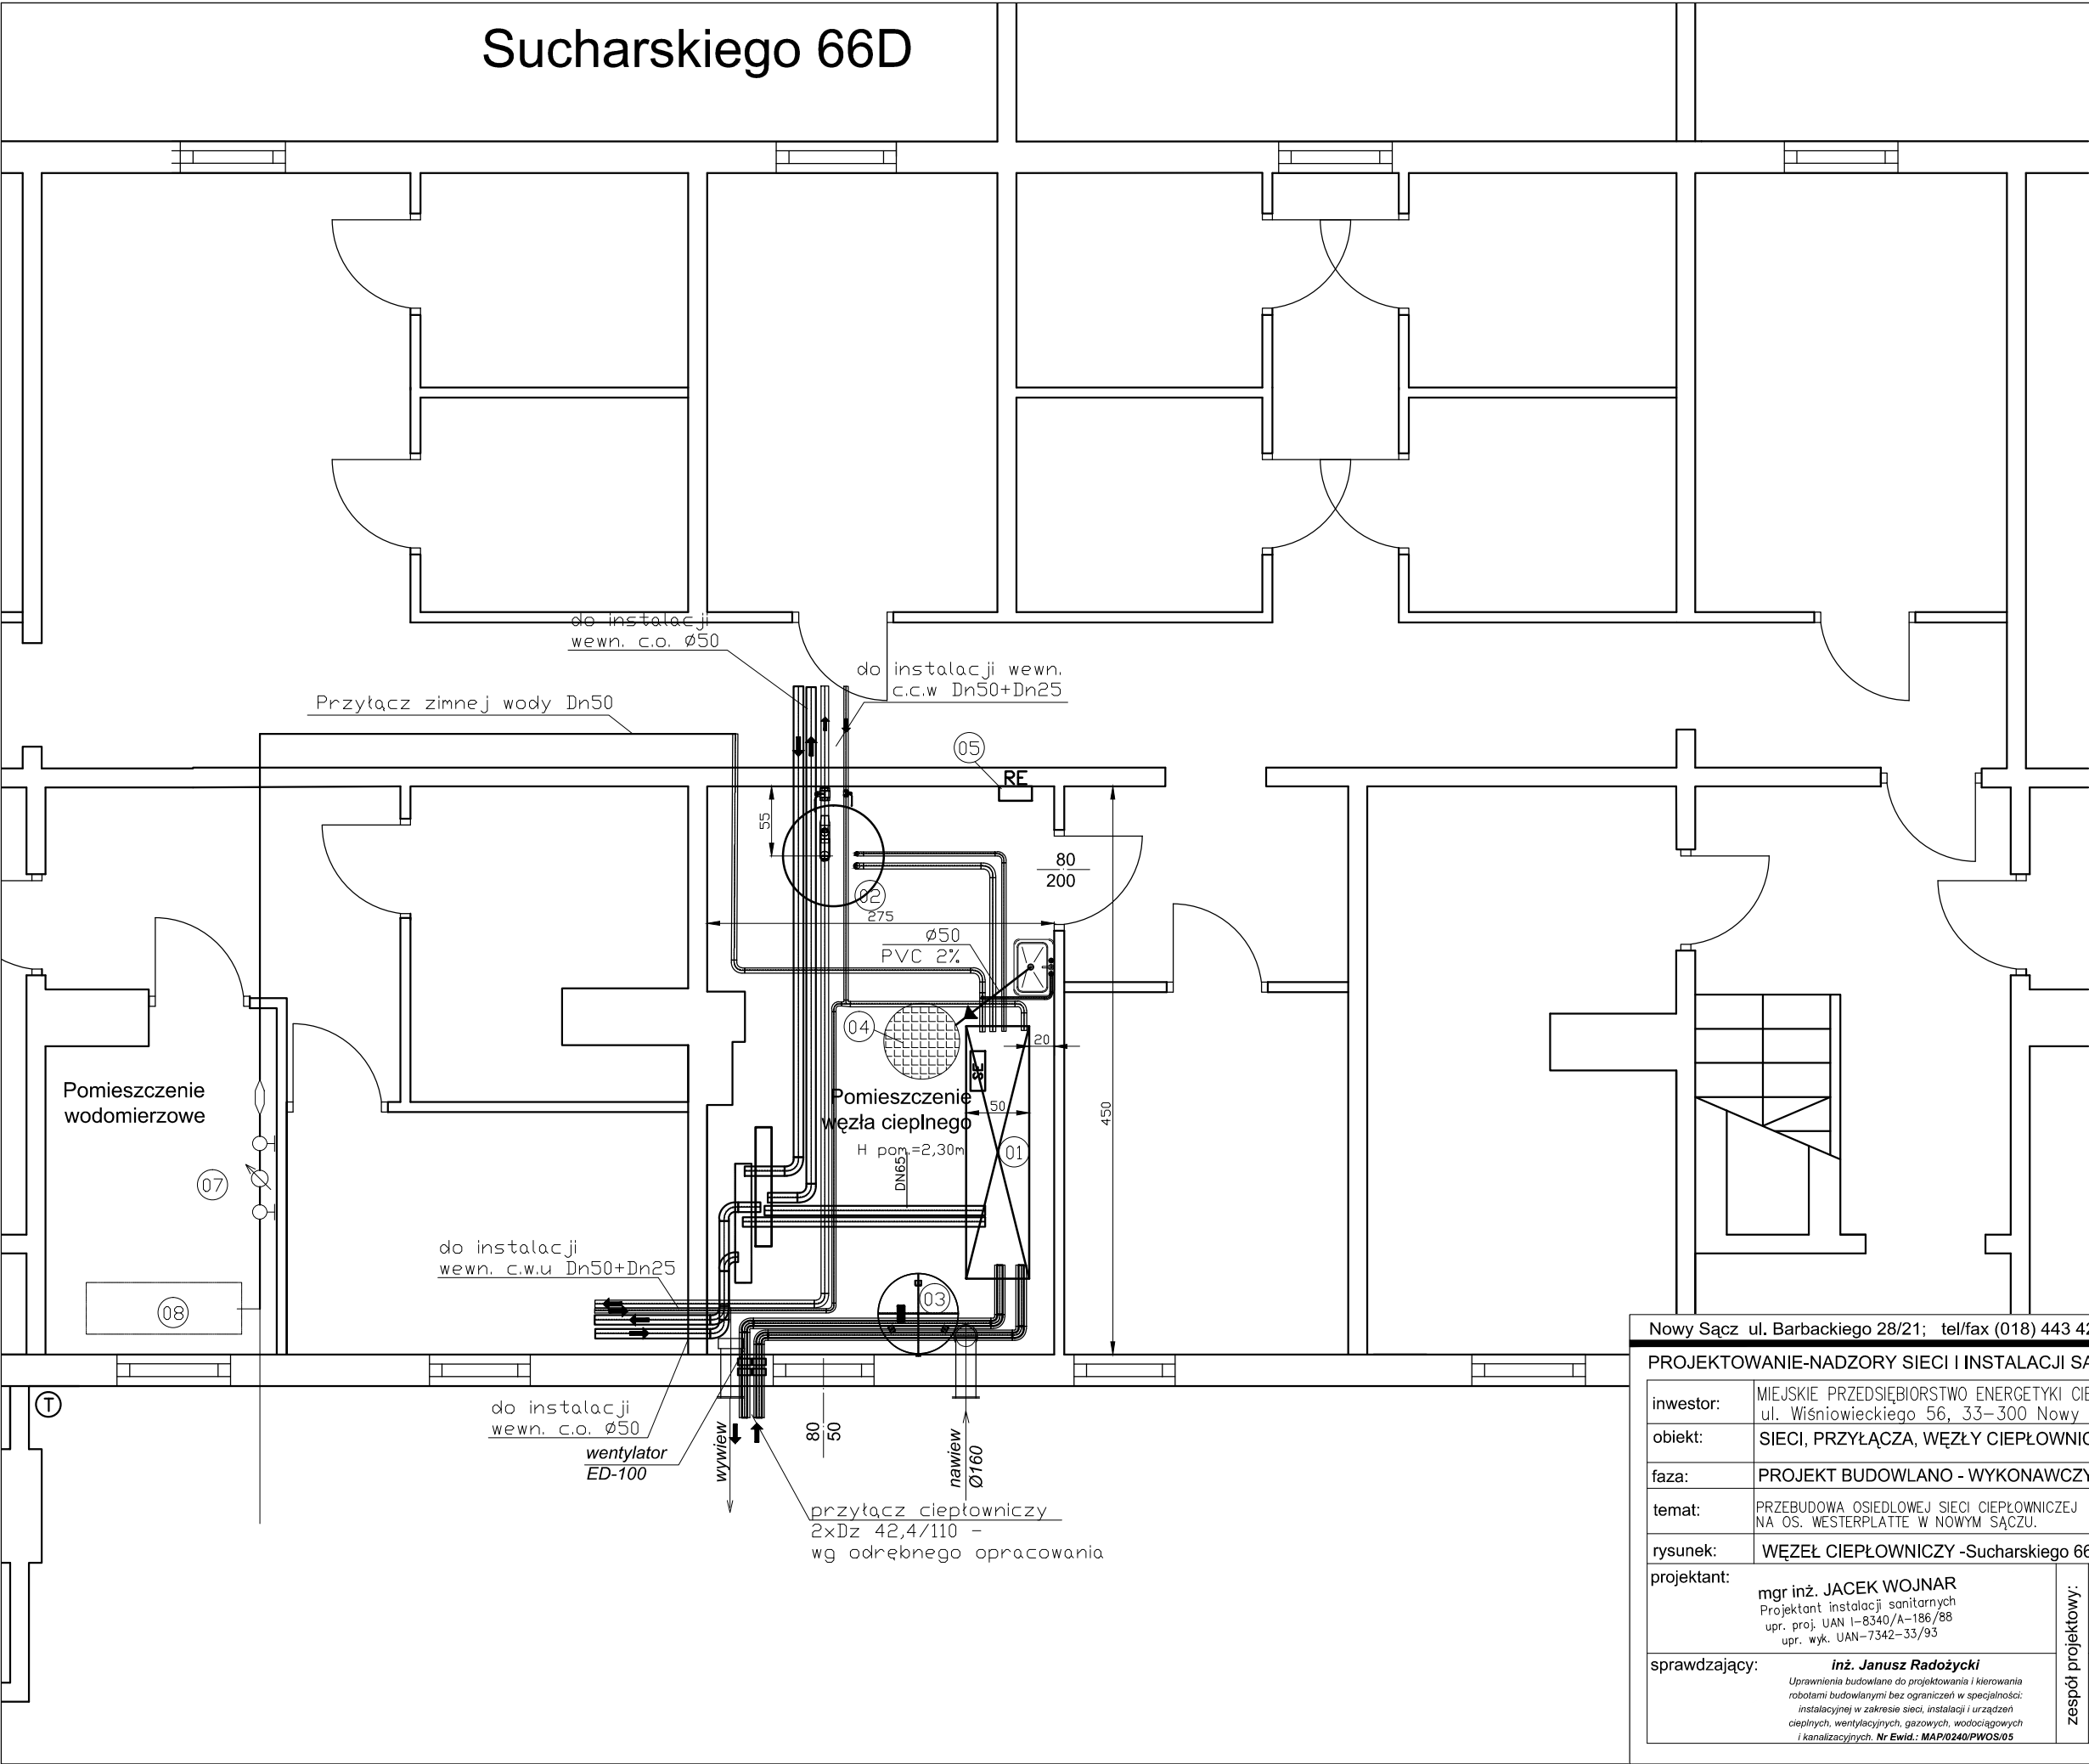 Sucharskiego 66D
do instalacji
wewn. c.o. Ø50
do instalacji wewn.
c.c.w Dn50+Dn25
Przyłącz zimnej wody Dn50
05
RE
55
80
200
02
275
Ø50
PVC 2%
04
20
SE
Pomieszczenie
wodomierzowe
Pomieszczenie
węzła cieplnego
50
450
H pom.=2,30m
01
DN65
07
do instalacji
wewn. c.w.u Dn50+Dn25
03
08
T
do instalacji
wewn. c.o. Ø50
wentylator
ED-100
wywiew
80
50
nawiew
Ø160
przyłącz ciepłowniczy
2xDz 42,4/110 -
wg odrębnego opracowania
Nowy Sącz ul. Barbackiego 28/21; tel/fax (018) 443 42
PROJEKTOWANIE-NADZORY SIECI I INSTALACJI SA
inwestor: MIEJSKIE PRZEDSIĘBIORSTWO ENERGETYKI CIE
ul. Wiśniowieckiego 56, 33-300 Nowy
obiekt: SIECI, PRZYŁĄCZA, WĘZŁY CIEPŁOWNIC
faza: PROJEKT BUDOWLANO - WYKONAWCZY
temat: PRZEBUDOWA OSIEDLOWEJ SIECI CIEPŁOWNICZEJ
NA OS. WESTERPLATTE W NOWYM SĄCZU.
rysunek: WĘZEŁ CIEPŁOWNICZY -Sucharskiego 66
projektant:
mgr inż. JACEK WOJNAR
Projektant instalacji sanitarnych
upr. proj. UAN I-8340/A-186/88
upr. wyk. UAN-7342-33/93
sprawdzający: inż. Janusz Radożycki
Uprawnienia budowlane do projektowania i kierowania
robotami budowlanymi bez ograniczeń w specjalności:
instalacyjnej w zakresie sieci, instalacji i urządzeń
cieplnych, wentylacyjnych, gazowych, wodociągowych
i kanalizacyjnych. Nr Ewid.: MAP/0240/PWOS/05
zespół projektowy: